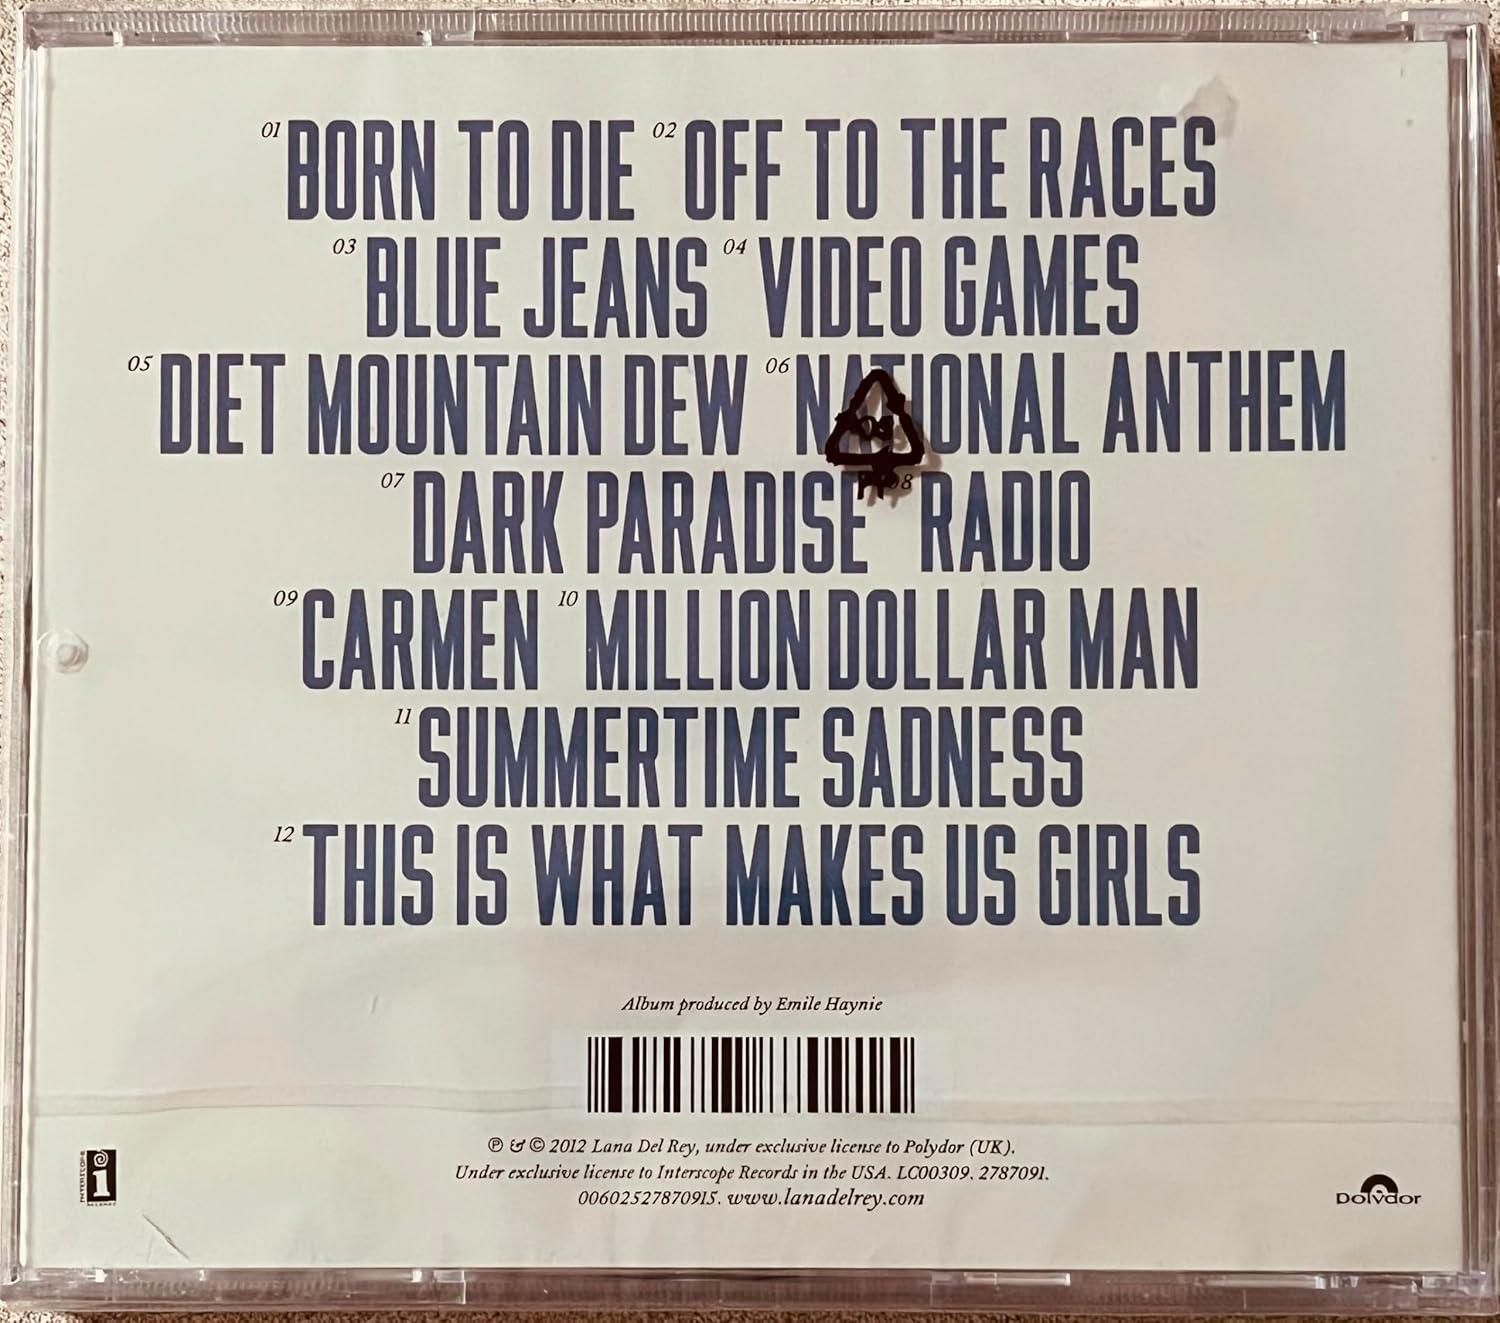 01 BORN TO DIE 02 OFF TO THE RACES
03 BLUE JEANS 04 VIDEO GAMES
05 DIET MOUNTAIN DEW 06 NATIONAL ANTHEM
07 DARK PARADISE 08 RADIO
09 CARMEN 10 MILLION DOLLAR MAN
11 SUMMERTIME SADNESS
12 THIS IS WHAT MAKES US GIRLS
Album produced by Emile Haynie
℗ & © 2012 Lana Del Rey, under exclusive license to Polydor (UK).
Under exclusive license to Interscope Records in the USA. LC00309. 2787091.
00602527870915. www.lanadelrey.com
INTERSCOPE
i
RECORDS
Polydor